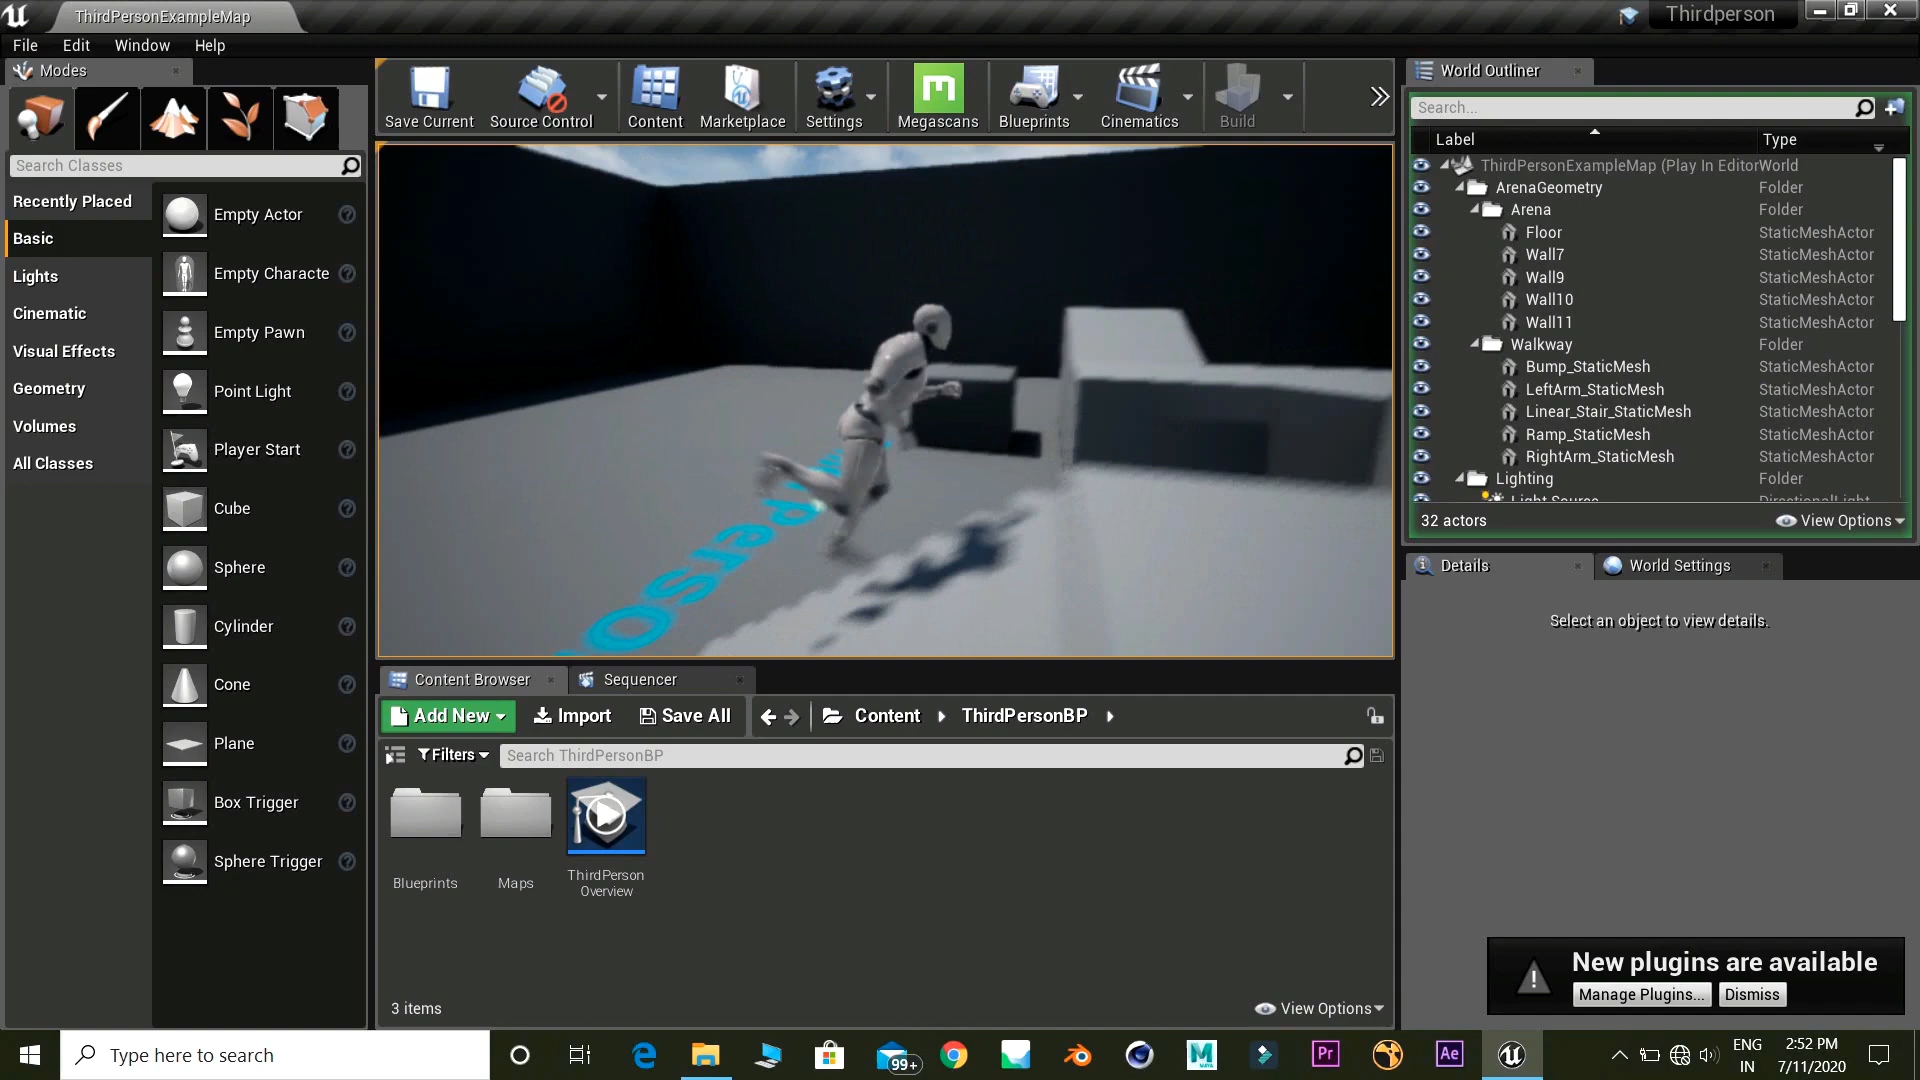 ThirdPersonExampleMap
Thirdperson
File Edit Window Help
Modes
Search Classes
Recently Placed
Basic
Lights
Cinematic
Visual Effects
Geometry
Volumes
All Classes
Empty Actor
Empty Characte
Empty Pawn
Point Light
Player Start
Cube
Sphere
Cylinder
Cone
Plane
Box Trigger
Sphere Trigger
Save Current
Source Control
Content
Marketplace
Settings
Megascans
Blueprints
Cinematics
Build
Content Browser
Sequencer
Add New
Import
Save All
Content
ThirdPersonBP
Filters
Search ThirdPersonBP
Blueprints
Maps
ThirdPerson
Overview
3 items
View Options
World Outliner
Search...
Label Type
ThirdPersonExampleMap (Play In Editor World
ArenaGeometry Folder
Arena Folder
Floor StaticMeshActor
Wall7 StaticMeshActor
Wall9 StaticMeshActor
Wall10 StaticMeshActor
Wall11 StaticMeshActor
Walkway Folder
Bump_StaticMesh StaticMeshActor
LeftArm_StaticMesh StaticMeshActor
Linear_Stair_StaticMesh StaticMeshActor
Ramp_StaticMesh StaticMeshActor
RightArm_StaticMesh StaticMeshActor
Lighting Folder
Light Source DirectionalLight
32 actors
View Options
Details
World Settings
Select an object to view details.
New plugins are available
Manage Plugins...
Dismiss
Type here to search
99+
MAYA
Pr
Ae
ENG
IN
2:52 PM
7/11/2020